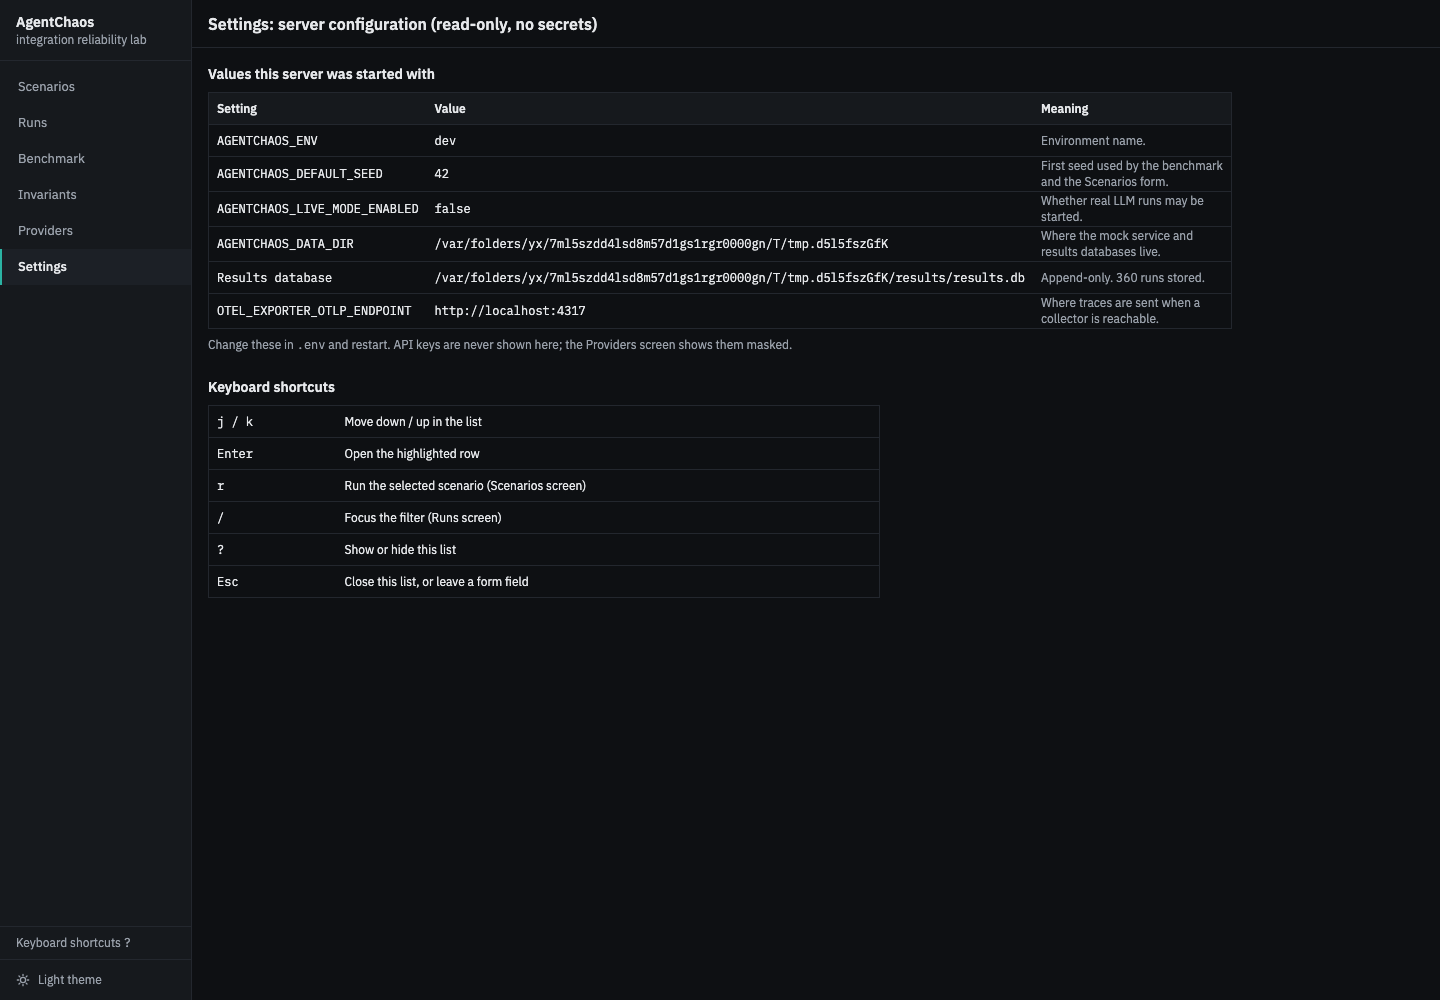 AgentChaos
integration reliability lab
Scenarios
Runs
Benchmark
Invariants
Providers
Settings
Keyboard shortcuts ?
Light theme
Settings: server configuration (read-only, no secrets)
Values this server was started with
Setting Value Meaning
AGENTCHAOS_ENV dev Environment name.
AGENTCHAOS_DEFAULT_SEED 42 First seed used by the benchmark
and the Scenarios form.
AGENTCHAOS_LIVE_MODE_ENABLED false Whether real LLM runs may be
started.
AGENTCHAOS_DATA_DIR /var/folders/yx/7ml5szdd4lsd8m57d1gs1rgr0000gn/T/tmp.d5l5fszGfK Where the mock service and
results databases live.
Results database /var/folders/yx/7ml5szdd4lsd8m57d1gs1rgr0000gn/T/tmp.d5l5fszGfK/results/results.db Append-only. 360 runs stored.
OTEL_EXPORTER_OTLP_ENDPOINT http://localhost:4317 Where traces are sent when a
collector is reachable.
Change these in .env and restart. API keys are never shown here; the Providers screen shows them masked.
Keyboard shortcuts
j / k Move down / up in the list
Enter Open the highlighted row
r Run the selected scenario (Scenarios screen)
/ Focus the filter (Runs screen)
? Show or hide this list
Esc Close this list, or leave a form field